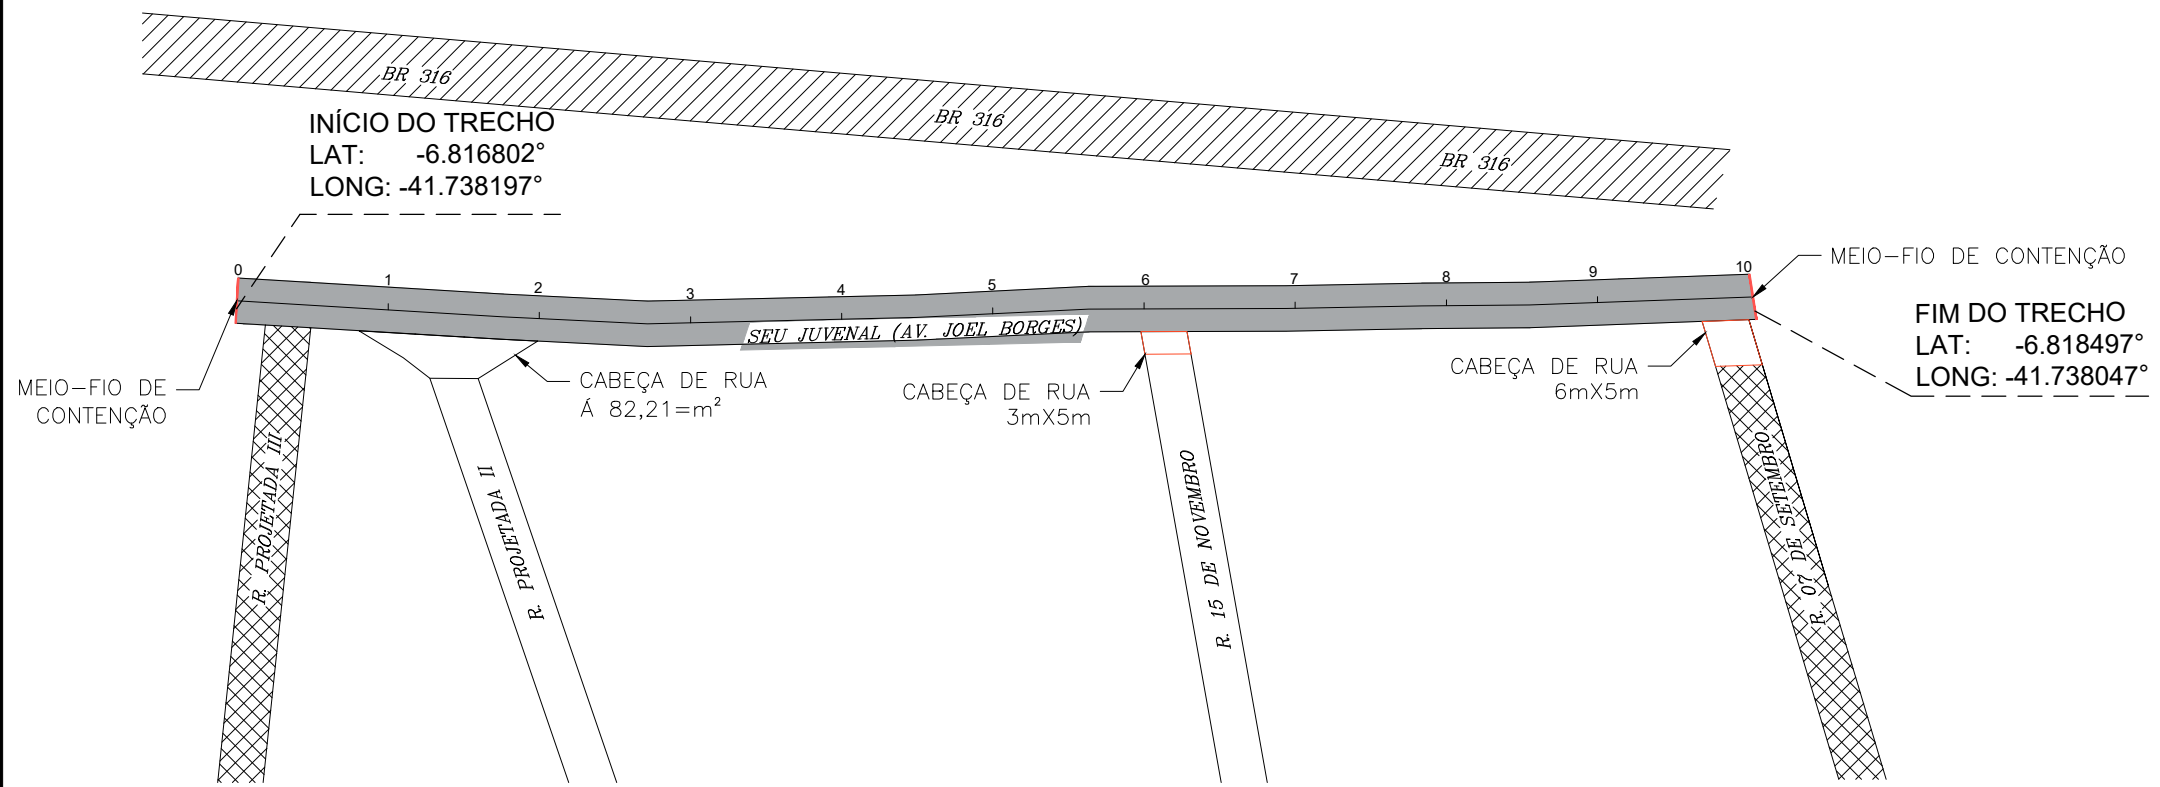 BR 316
BR 316
BR 316
INÍCIO DO TRECHO
LAT: -6.816802°
LONG: -41.738197°
0 1 2 3 4 5 6 7 8 9 10
MEIO-FIO DE CONTENÇÃO
FIM DO TRECHO
LAT: -6.818497°
LONG: -41.738047°
SEU JUVENAL (AV. JOEL BORGES)
MEIO-FIO DE
CONTENÇÃO
CABEÇA DE RUA
Á 82,21=m²
CABEÇA DE RUA
3mX5m
CABEÇA DE RUA
6mX5m
R. PROJETADA III
R. PROJETADA II
R. 15 DE NOVEMBRO
R. 07 DE SETEMBRO